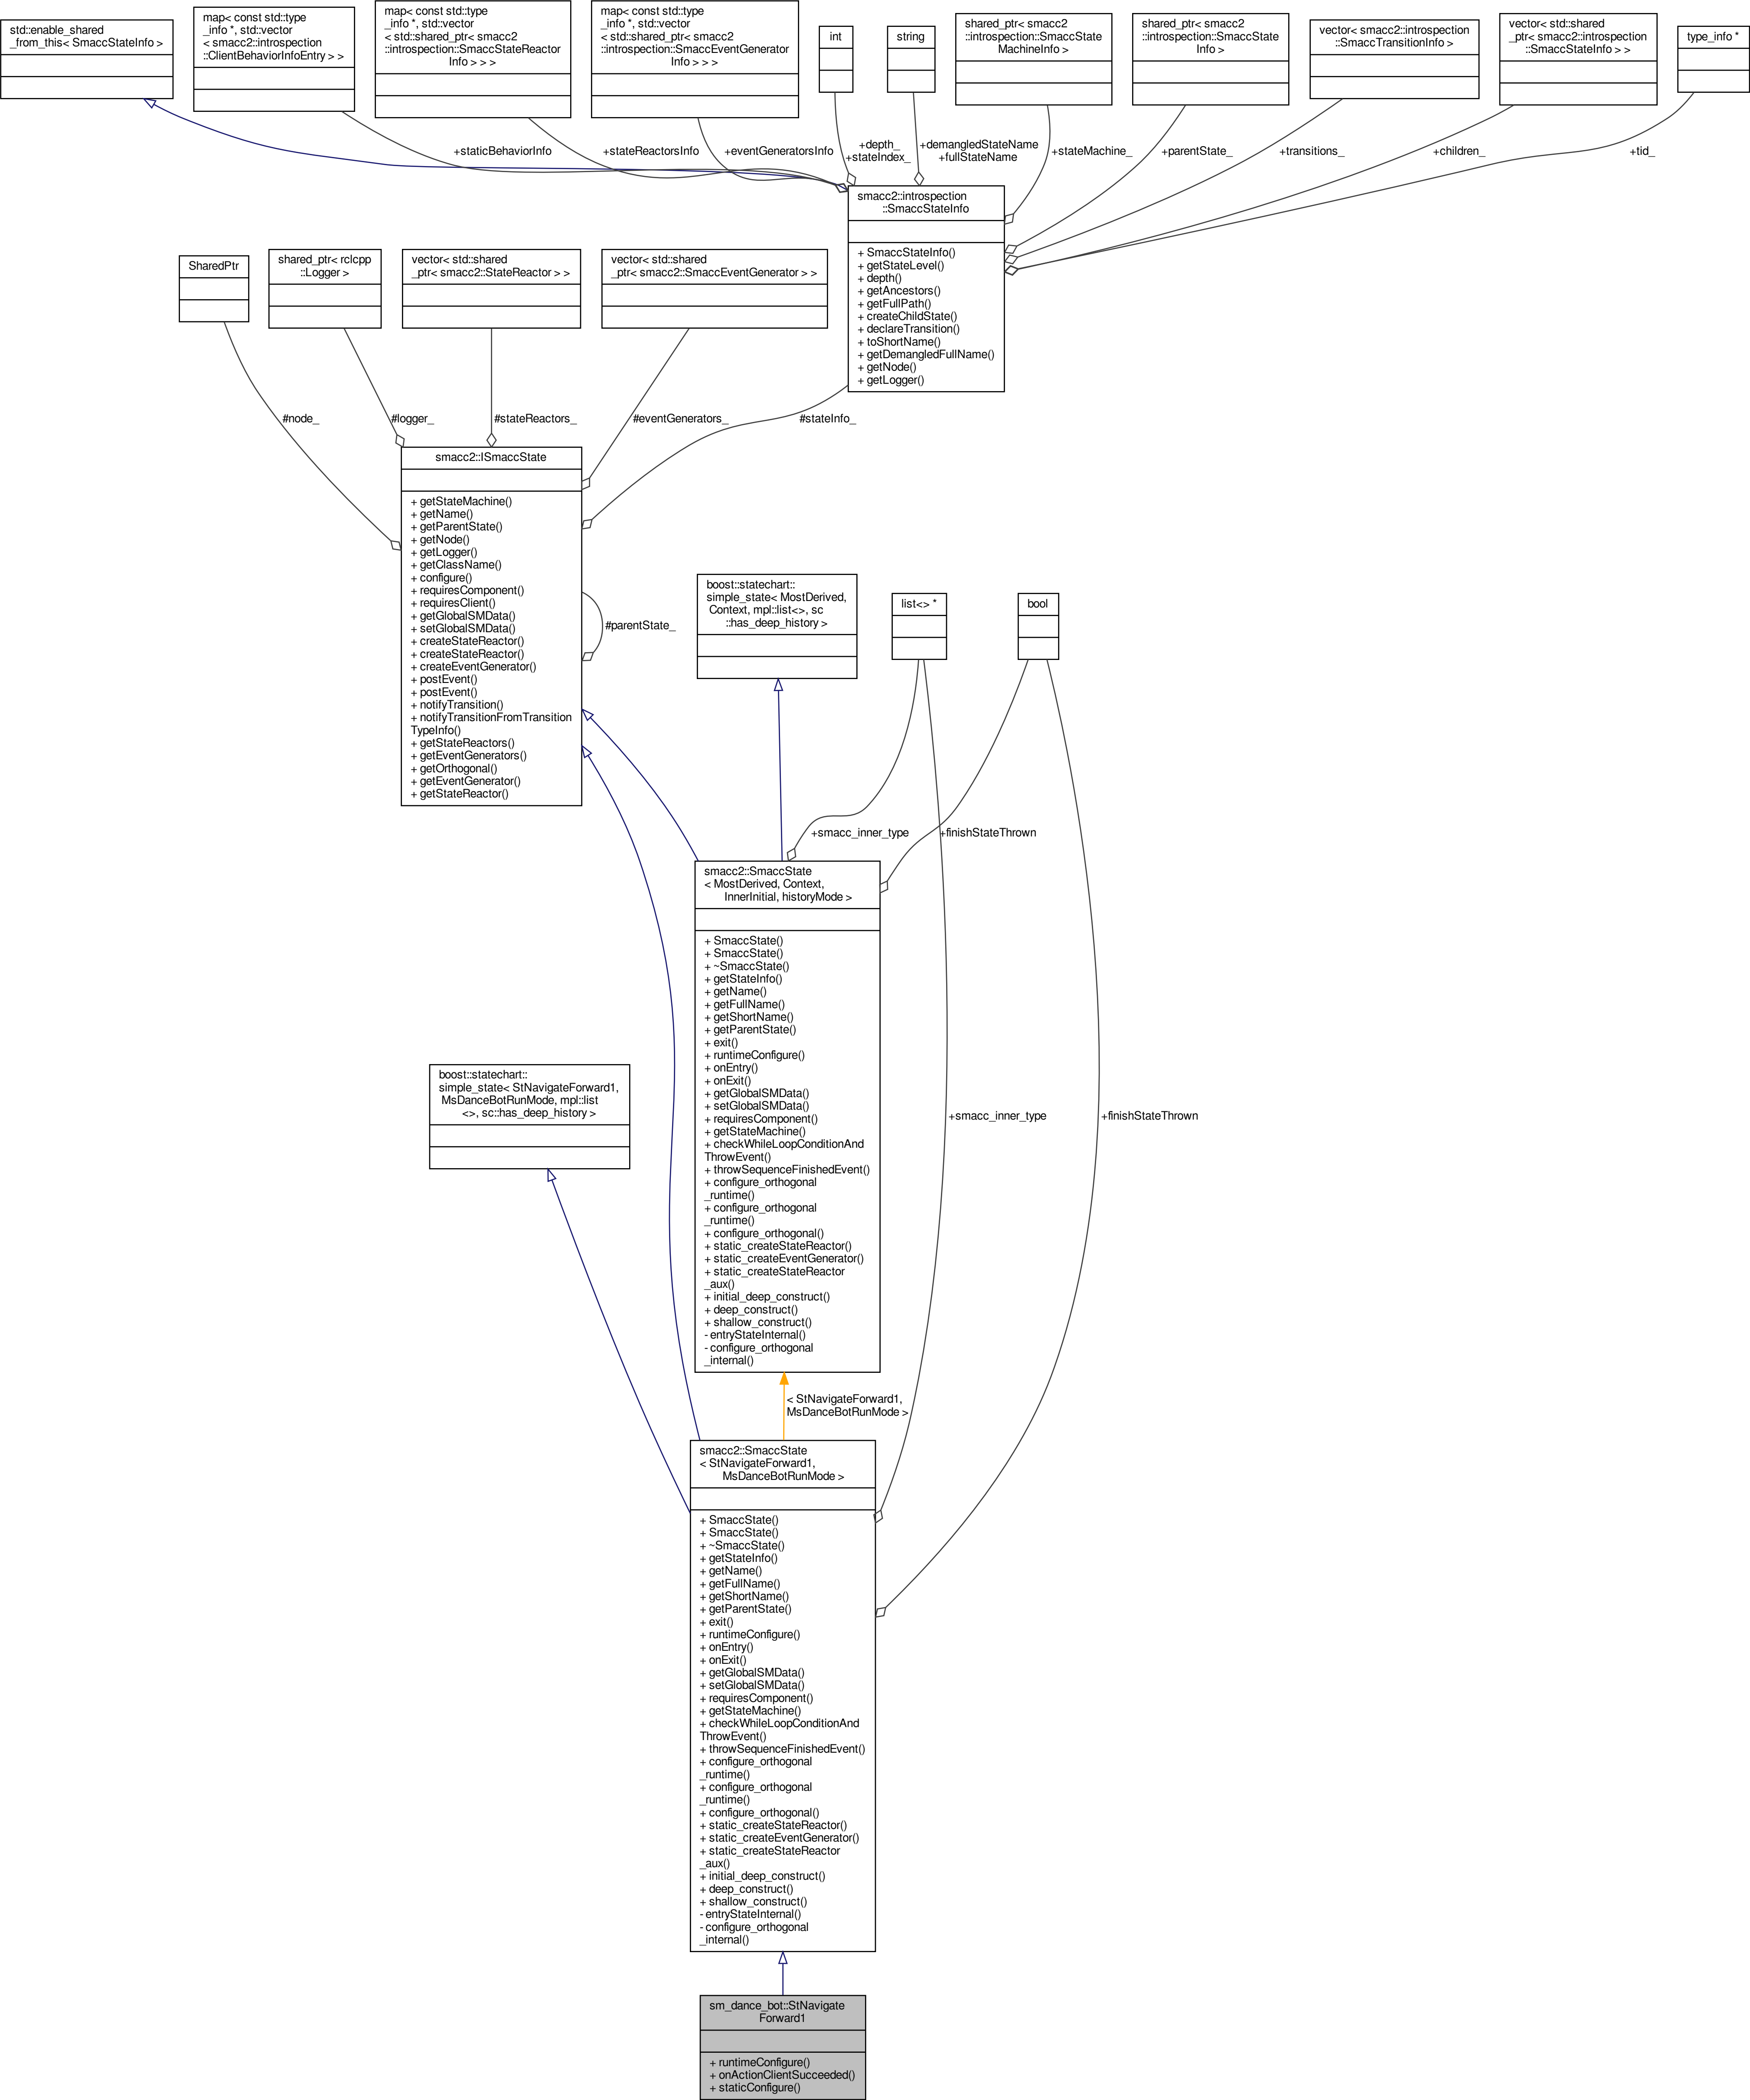 std::enable_shared
_from_this< SmaccStateInfo >
map< const std::type
_info *, std::vector
< smacc2::introspection
::ClientBehaviorInfoEntry > >
map< const std::type
_info *, std::vector
< std::shared_ptr< smacc2
::introspection::SmaccStateReactor
Info > > >
map< const std::type
_info *, std::vector
< std::shared_ptr< smacc2
::introspection::SmaccEventGenerator
Info > > >
int
string
shared_ptr< smacc2
::introspection::SmaccState
MachineInfo >
shared_ptr< smacc2
::introspection::SmaccState
Info >
vector< smacc2::introspection
::SmaccTransitionInfo >
vector< std::shared
_ptr< smacc2::introspection
::SmaccStateInfo > >
type_info *
+staticBehaviorInfo
+stateReactorsInfo
+eventGeneratorsInfo
+depth_
+stateIndex_
+demangledStateName
+fullStateName
+stateMachine_
+parentState_
+transitions_
+children_
+tid_
smacc2::introspection
::SmaccStateInfo
+ SmaccStateInfo()
+ getStateLevel()
+ depth()
+ getAncestors()
+ getFullPath()
+ createChildState()
+ declareTransition()
+ toShortName()
+ getDemangledFullName()
+ getNode()
+ getLogger()
SharedPtr
shared_ptr< rclcpp
::Logger >
vector< std::shared
_ptr< smacc2::StateReactor > >
vector< std::shared
_ptr< smacc2::SmaccEventGenerator > >
#node_
#logger_
#stateReactors_
#eventGenerators_
#stateInfo_
smacc2::ISmaccState
+ getStateMachine()
+ getName()
+ getParentState()
+ getNode()
+ getLogger()
+ getClassName()
+ configure()
+ requiresComponent()
+ requiresClient()
+ getGlobalSMData()
+ setGlobalSMData()
+ createStateReactor()
+ createStateReactor()
+ createEventGenerator()
+ postEvent()
+ postEvent()
+ notifyTransition()
+ notifyTransitionFromTransition
TypeInfo()
+ getStateReactors()
+ getEventGenerators()
+ getOrthogonal()
+ getEventGenerator()
+ getStateReactor()
#parentState_
boost::statechart::
simple_state< MostDerived,
Context, mpl::list<>, sc
::has_deep_history >
list<> *
bool
+smacc_inner_type
+finishStateThrown
smacc2::SmaccState
< MostDerived, Context,
InnerInitial, historyMode >
+ SmaccState()
+ SmaccState()
+ ~SmaccState()
+ getStateInfo()
+ getName()
+ getFullName()
+ getShortName()
+ getParentState()
+ exit()
+ runtimeConfigure()
+ onEntry()
+ onExit()
+ getGlobalSMData()
+ setGlobalSMData()
+ requiresComponent()
+ getStateMachine()
+ checkWhileLoopConditionAnd
ThrowEvent()
+ throwSequenceFinishedEvent()
+ configure_orthogonal
_runtime()
+ configure_orthogonal
_runtime()
+ configure_orthogonal()
+ static_createStateReactor()
+ static_createEventGenerator()
+ static_createStateReactor
_aux()
+ initial_deep_construct()
+ deep_construct()
+ shallow_construct()
- entryStateInternal()
- configure_orthogonal
_internal()
boost::statechart::
simple_state< StNavigateForward1,
MsDanceBotRunMode, mpl::list
<>, sc::has_deep_history >
+smacc_inner_type
+finishStateThrown
< StNavigateForward1,
MsDanceBotRunMode >
smacc2::SmaccState
< StNavigateForward1,
MsDanceBotRunMode >
+ SmaccState()
+ SmaccState()
+ ~SmaccState()
+ getStateInfo()
+ getName()
+ getFullName()
+ getShortName()
+ getParentState()
+ exit()
+ runtimeConfigure()
+ onEntry()
+ onExit()
+ getGlobalSMData()
+ setGlobalSMData()
+ requiresComponent()
+ getStateMachine()
+ checkWhileLoopConditionAnd
ThrowEvent()
+ throwSequenceFinishedEvent()
+ configure_orthogonal
_runtime()
+ configure_orthogonal
_runtime()
+ configure_orthogonal()
+ static_createStateReactor()
+ static_createEventGenerator()
+ static_createStateReactor
_aux()
+ initial_deep_construct()
+ deep_construct()
+ shallow_construct()
- entryStateInternal()
- configure_orthogonal
_internal()
sm_dance_bot::StNavigate
Forward1
+ runtimeConfigure()
+ onActionClientSucceeded()
+ staticConfigure()